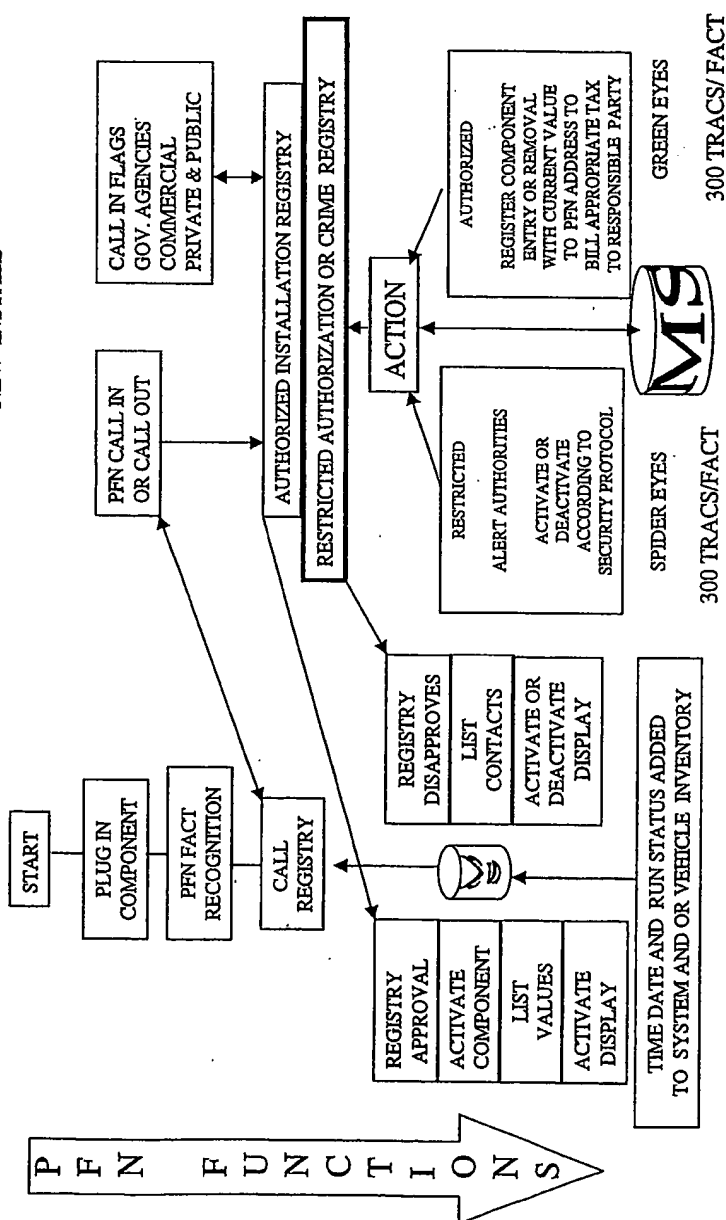 START
PLUG IN
COMPONENT
PFN FACT
RECOGNITION
CALL
REGISTRY
PFN CALL IN
OR CALL OUT
CALL IN FLAGS
GOV. AGENCIES
COMMERCIAL
PRIVATE & PUBLIC
AUTHORIZED INSTALLATION REGISTRY
RESTRICTED AUTHORIZATION OR CRIME REGISTRY
ACTION
RESTRICTED
ALERT AUTHORITIES
ACTIVATE OR
DEACTIVATE
ACCORDING TO
SECURITY PROTOCOL
AUTHORIZED
REGISTER COMPONENT
ENTRY OR REMOVAL
WITH CURRENT VALUE
TO PFN ADDRESS TO
BILL APPROPRIATE TAX
TO RESPONSIBLE PARTY
REGISTRY
APPROVAL
ACTIVATE
COMPONENT
LIST
VALUES
ACTIVATE
DISPLAY
REGISTRY
DISAPPROVES
LIST
CONTACTS
ACTIVATE OR
DEACTIVATE
DISPLAY
TIME DATE AND RUN STATUS ADDED
TO SYSTEM AND OR VEHICLE INVENTORY
MS
SPIDER EYES
GREEN EYES
300 TRACS/FACT
300 TRACS/ FACT
PFN FUNCTIONS